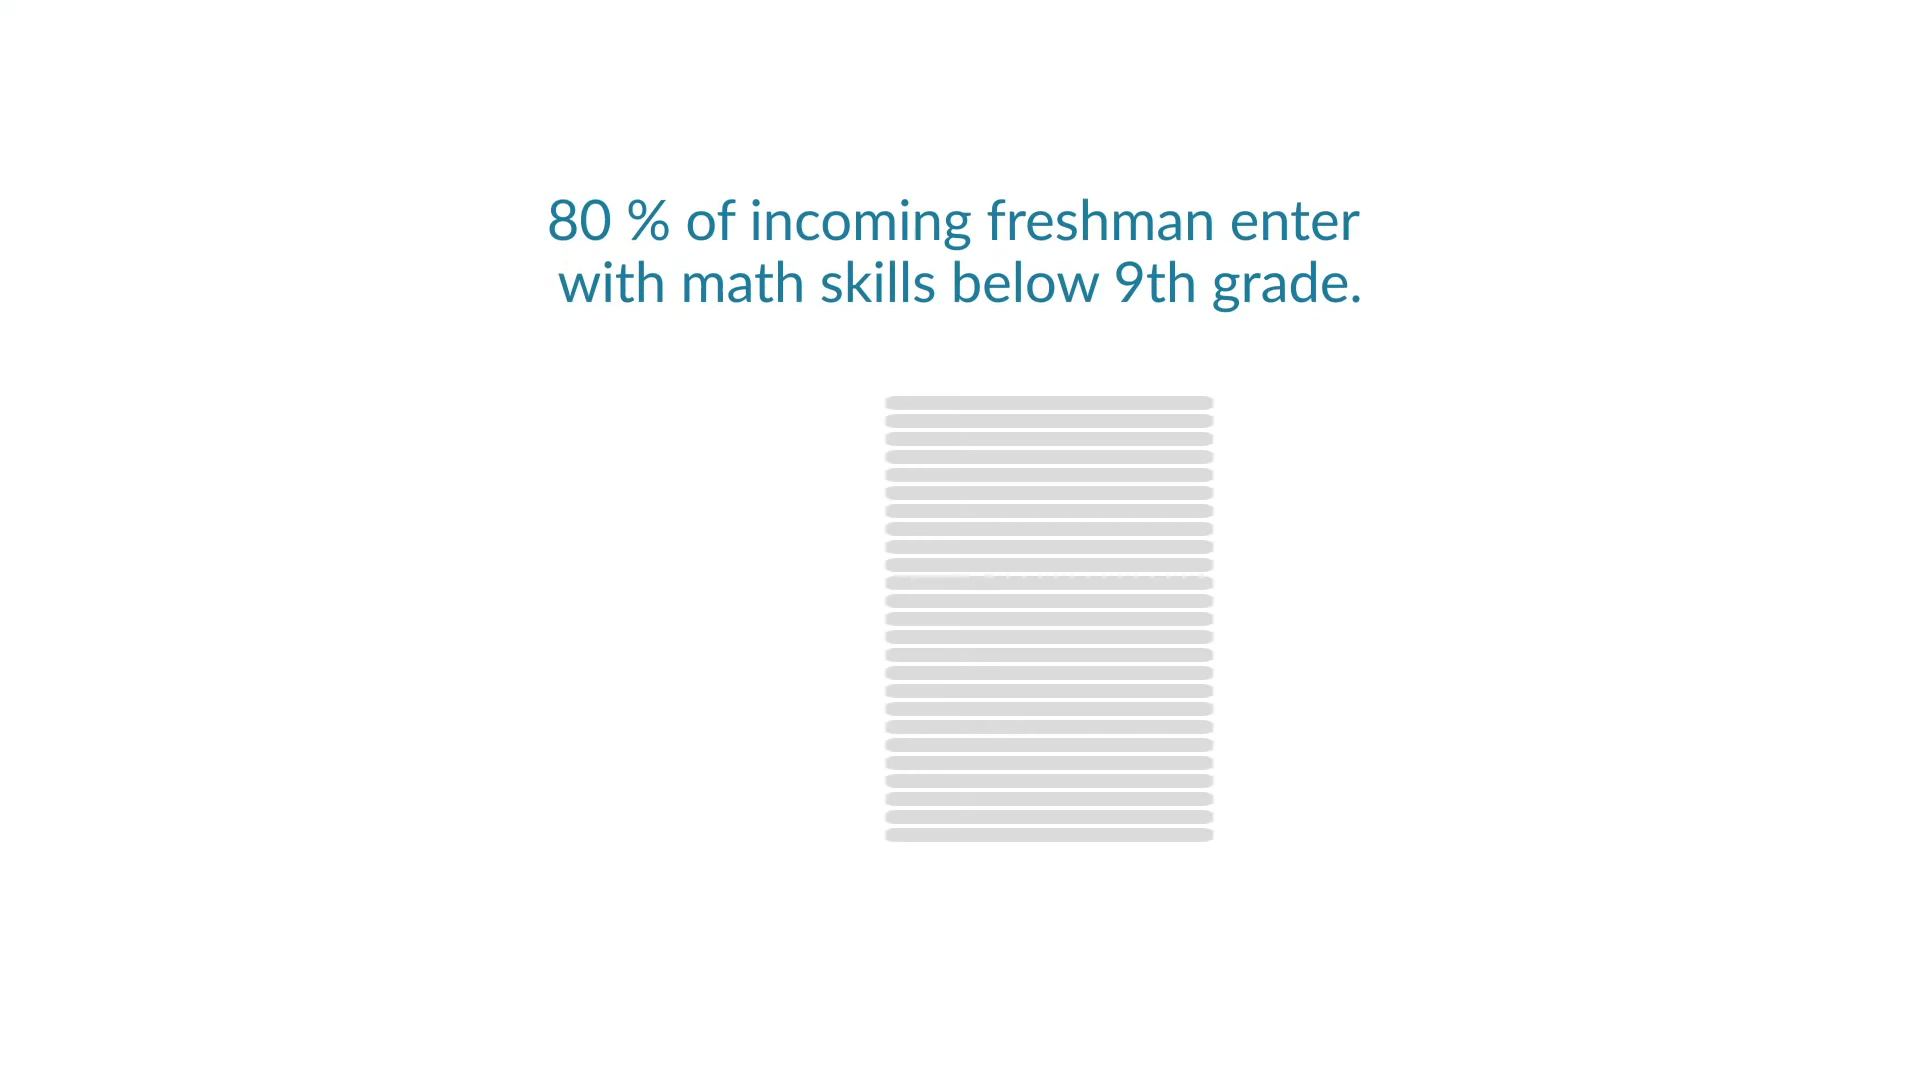 80 % of incoming freshman enter
with math skills below 9th grade.